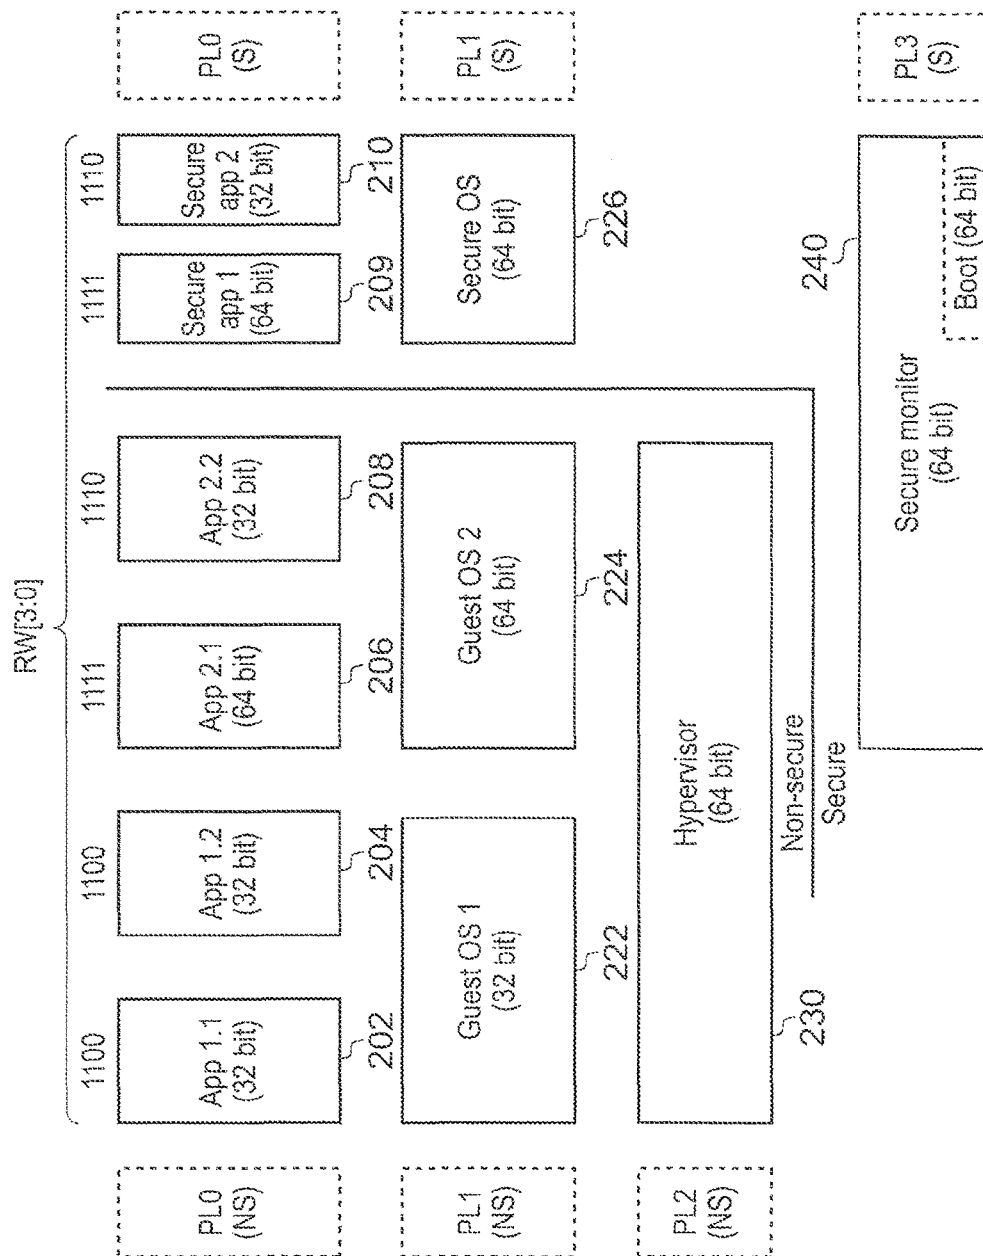 RW[3:0]
1100
1100
1111
1110
1111
1110
PL0
(NS)
App 1.1
(32 bit)
202
App 1.2
(32 bit)
204
App 2.1
(64 bit)
206
App 2.2
(32 bit)
208
Secure
app 1
(64 bit)
209
Secure
app 2
(32 bit)
210
PL0
(S)
PL1
(NS)
Guest OS 1
(32 bit)
222
Guest OS 2
(64 bit)
224
Secure OS
(64 bit)
226
PL1
(S)
PL2
(NS)
Hypervisor
(64 bit)
230
Non-secure
Secure
Secure monitor
(64 bit)
240
Boot (64 bit)
PL3
(S)